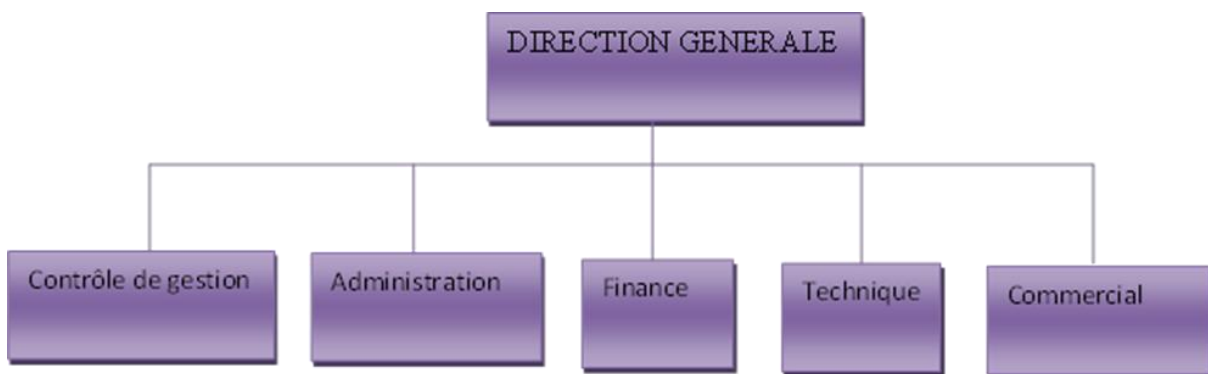 DIRECTION GENERALE
Contrôle de gestion
Administration
Finance
Technique
Commercial